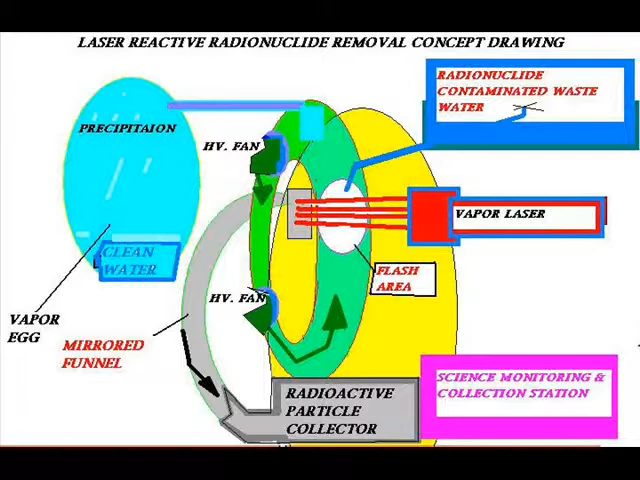 LASER REACTIVE RADIONUCLIDE REMOVAL CONCEPT DRAWING
RADIONUCLIDE
CONTAMINATED WASTE
WATER
PRECIPITAION
HV. FAN
VAPOR LASER
CLEAN
WATER
FLASH
AREA
HV. FAN
VAPOR
EGG
MIRRORED
FUNNEL
RADIOACTIVE
PARTICLE
COLLECTOR
SCIENCE MONITORING &
COLLECTION STATION